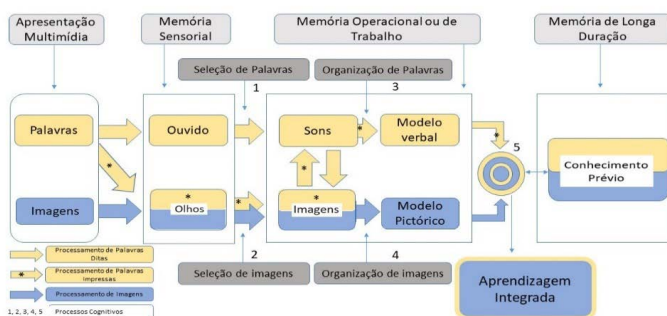 Apresentação
Multimídia
Memória
Sensorial
Memória Operacional ou de
Trabalho
Memória de Longa
Duração
Seleção de Palavras
1
Organização de Palavras
3
Palavras
Ouvido
Sons
*
Modelo
verbal
*
*
*
5
Conhecimento
Prévio
Imagens
*
Olhos
*
*
Imagens
Modelo
Pictórico
2
Seleção de imagens
4
Organização de imagens
Aprendizagem
Integrada
Processamento de Palavras
Ditas
* Processamento de Palavras
Impressas
Processamento de Imagens
1, 2, 3, 4, 5 Processos Cognitivos